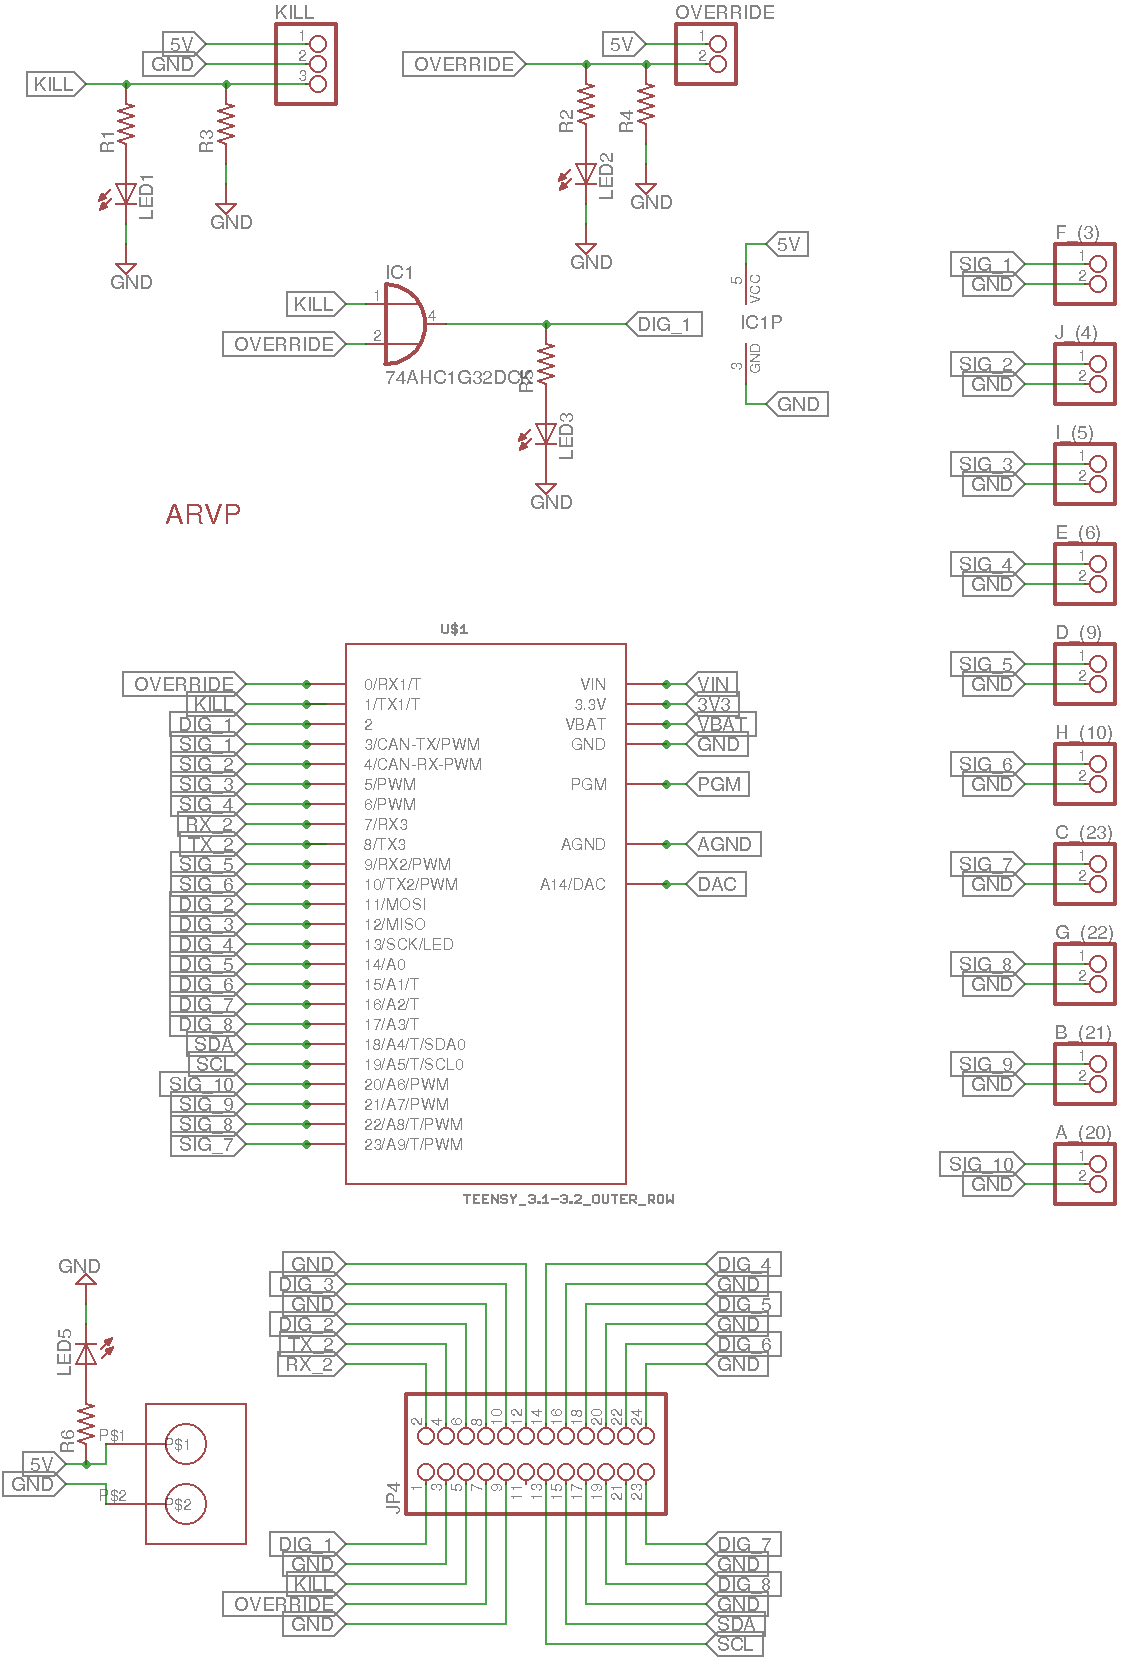 KILL
5V
GND
KILL
1
2
3
R1
R3
LED1
GND
GND
OVERRIDE
5V
OVERRIDE
1
2
R2
R4
LED2
GND
GND
IC1
KILL
OVERRIDE
1
2
4
74AHC1G32DCK
DIG_1
R5
LED3
GND
5V
5
VCC
IC1P
3
GND
GND
ARVP
F_(3)
SIG_1
GND
1
2
J_(4)
SIG_2
GND
1
2
I_(5)
SIG_3
GND
1
2
E_(6)
SIG_4
GND
1
2
D_(9)
SIG_5
GND
1
2
H_(10)
SIG_6
GND
1
2
C_(23)
SIG_7
GND
1
2
G_(22)
SIG_8
GND
1
2
B_(21)
SIG_9
GND
1
2
A_(20)
SIG_10
GND
1
2
U$1
OVERRIDE 0/RX1/T
KILL 1/TX1/T
DIG_1 2
SIG_1 3/CAN-TX/PWM
SIG_2 4/CAN-RX-PWM
SIG_3 5/PWM
SIG_4 6/PWM
RX_2 7/RX3
TX_2 8/TX3
SIG_5 9/RX2/PWM
SIG_6 10/TX2/PWM
DIG_2 11/MOSI
DIG_3 12/MISO
DIG_4 13/SCK/LED
DIG_5 14/A0
DIG_6 15/A1/T
DIG_7 16/A2/T
DIG_8 17/A3/T
SDA 18/A4/T/SDA0
SCL 19/A5/T/SCL0
SIG_10 20/A6/PWM
SIG_9 21/A7/PWM
SIG_8 22/A8/T/PWM
SIG_7 23/A9/T/PWM
VIN VIN
3.3V 3V3
VBAT VBAT
GND GND
PGM PGM
AGND AGND
A14/DAC DAC
TEENSY_3.1-3.2_OUTER_ROW
GND
LED5
R6
5V
GND
P$1
P$1
P$2
P$2
GND
DIG_3
GND
DIG_2
TX_2
RX_2
DIG_4
GND
DIG_5
GND
DIG_6
GND
2 4 6 8 10 12 14 16 18 20 22 24
1 3 5 7 9 11 13 15 17 19 21 23
JP4
DIG_1
GND
KILL
OVERRIDE
GND
DIG_7
GND
DIG_8
GND
SDA
SCL